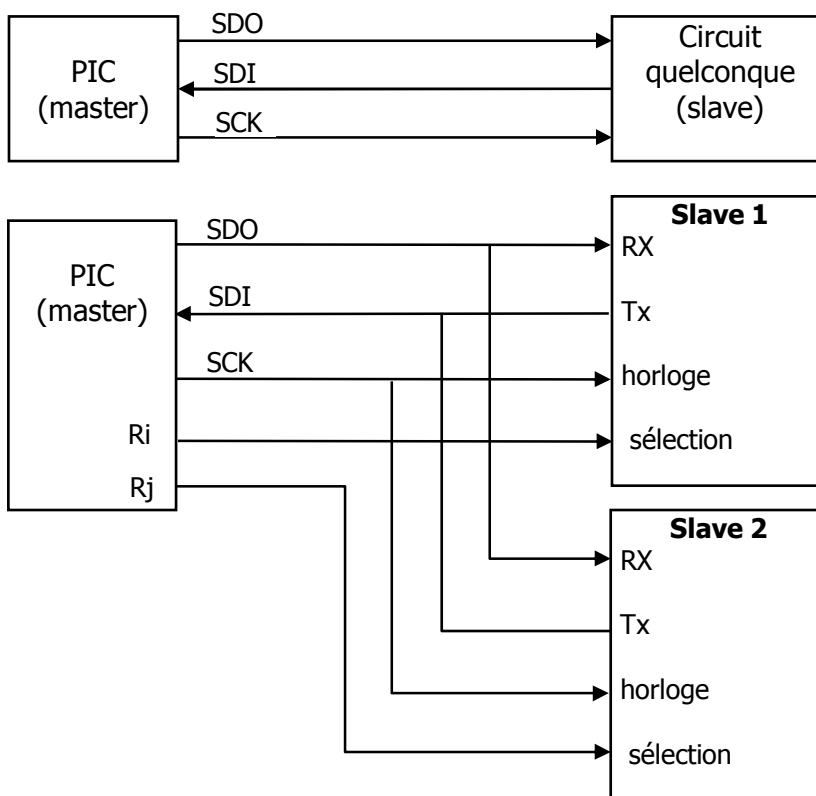 SDO
PIC
(master)
SDI
SCK
Circuit
quelconque
(slave)
PIC
(master)
SDO
SDI
SCK
Ri
Rj
Slave 1
RX
Tx
horloge
sélection
Slave 2
RX
Tx
horloge
sélection